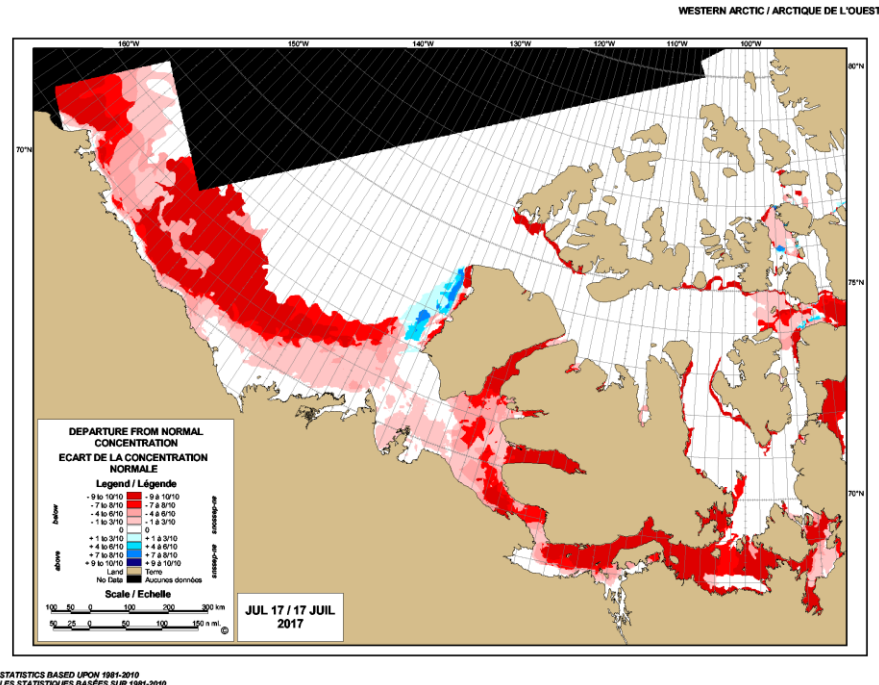 WESTERN ARCTIC / ARCTIQUE DE L'OUEST
160°W 150°W 140°W 130°W 120°W 110°W 100°W
80°N
70°N
75°N
70°N
DEPARTURE FROM NORMAL
CONCENTRATION
ECART DE LA CONCENTRATION
NORMALE
Legend / Légende
below
above
- 9 to 10/10 - 9 à 10/10
- 7 to 8/10 - 7 à 8/10
- 4 to 6/10 - 4 à 6/10
- 1 to 3/10 - 1 à 3/10
0 0
+ 1 to 3/10 + 1 à 3/10
+ 4 to 6/10 + 4 à 6/10
+ 7 to 8/10 + 7 à 8/10
+ 9 to 10/10 + 9 à 10/10
Land Terre
No Data Aucunes données
au-dessous
au-dessus
Scale / Echelle
100 50 0 100 200 300 km
50 25 0 50 100 150 n mi.
©
JUL 17 / 17 JUIL
2017
STATISTICS BASED UPON 1981-2010
LES STATISTIQUES BASÉES SUR 1981-2010